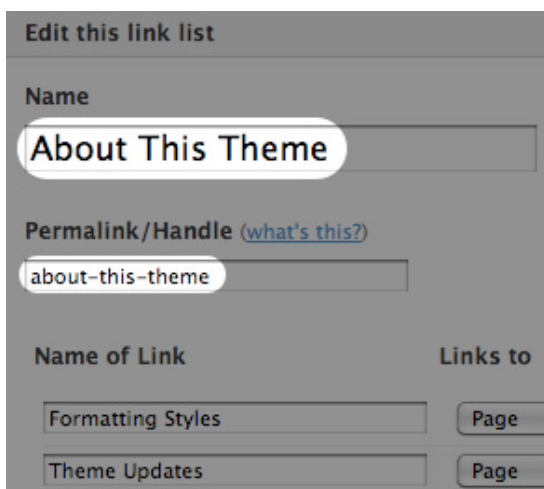 Edit this link list
Name
About This Theme
Permalink/Handle (what's this?)
about-this-theme
Name of Link Links to
Formatting Styles Page
Theme Updates Page